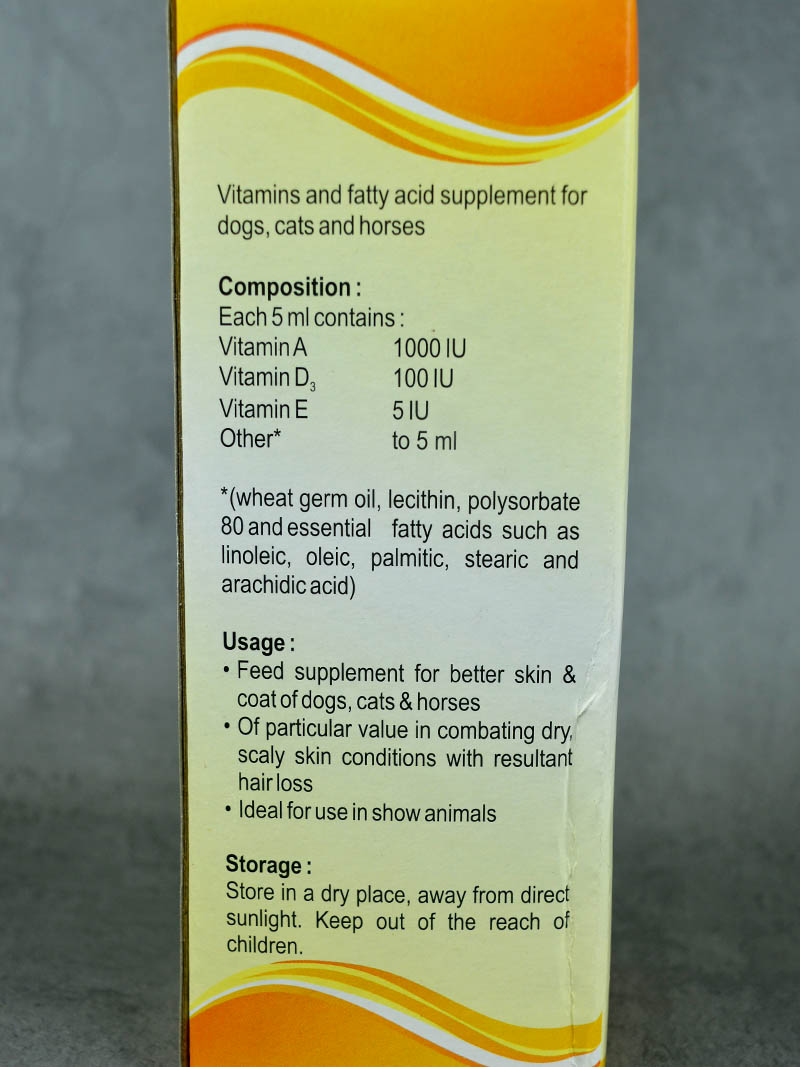 Vitamins and fatty acid supplement for
dogs, cats and horses
Composition :
Each 5 ml contains :
Vitamin A 1000 IU
Vitamin D3 100 IU
Vitamin E 5 IU
Other* to 5 ml
*(wheat germ oil, lecithin, polysorbate
80 and essential fatty acids such as
linoleic, oleic, palmitic, stearic and
arachidic acid)
Usage :
• Feed supplement for better skin &
coat of dogs, cats & horses
• Of particular value in combating dry,
scaly skin conditions with resultant
hair loss
• Ideal for use in show animals
Storage :
Store in a dry place, away from direct
sunlight. Keep out of the reach of
children.